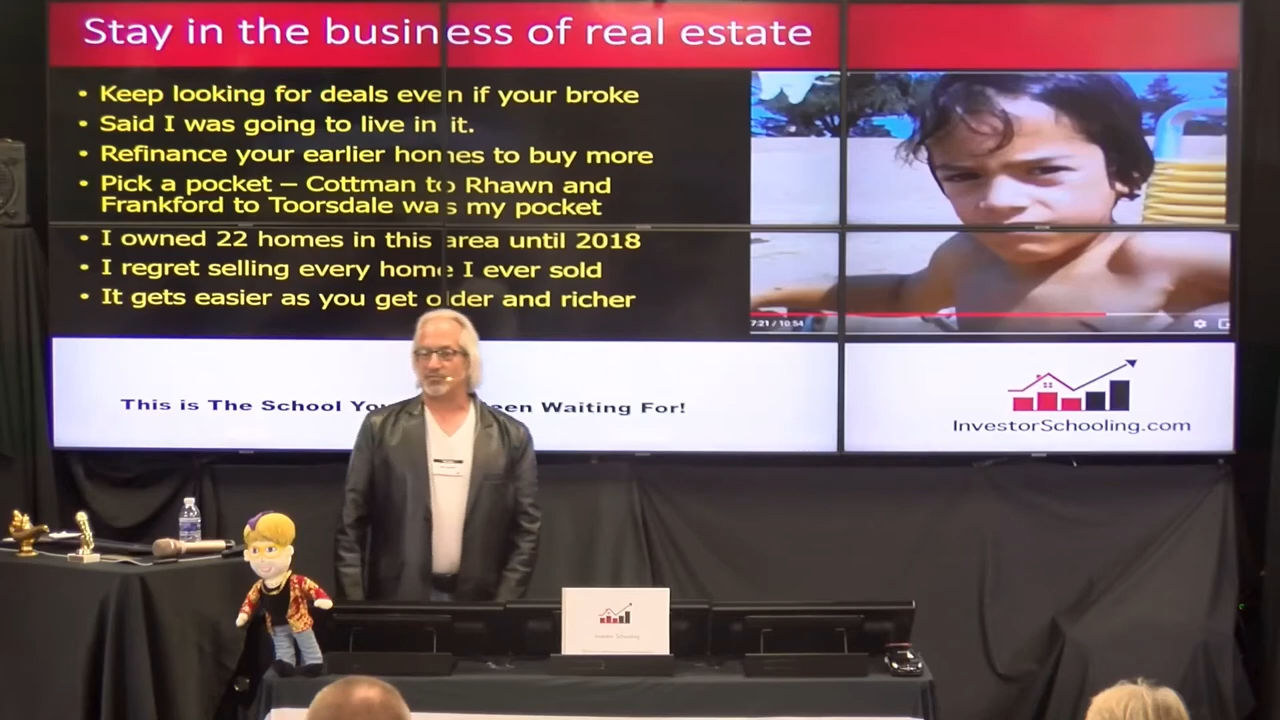 Stay in the business of real estate
• Keep looking for deals even if your broke
• Said I was going to live in it.
• Refinance your earlier homes to buy more
• Pick a pocket – Cottman to Rhawn and
Frankford to Toorsdale was my pocket
• I owned 22 homes in this area until 2018
• I regret selling every home I ever sold
• It gets easier as you get older and richer
7:21 / 10:54
This is The School You een Waiting For!
InvestorSchooling.com
Investor Schooling